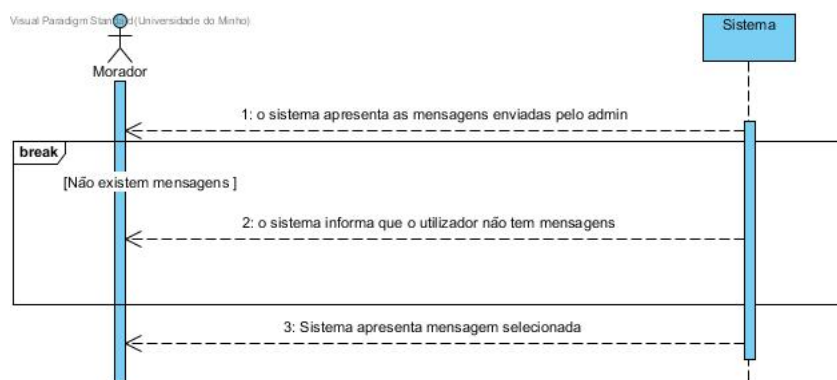 Visual Paradigm Standard(Universidade do Minho)
Sistema
Morador
1: o sistema apresenta as mensagens enviadas pelo admin
break
[Não existem mensagens ]
2: o sistema informa que o utilizador não tem mensagens
3: Sistema apresenta mensagem selecionada